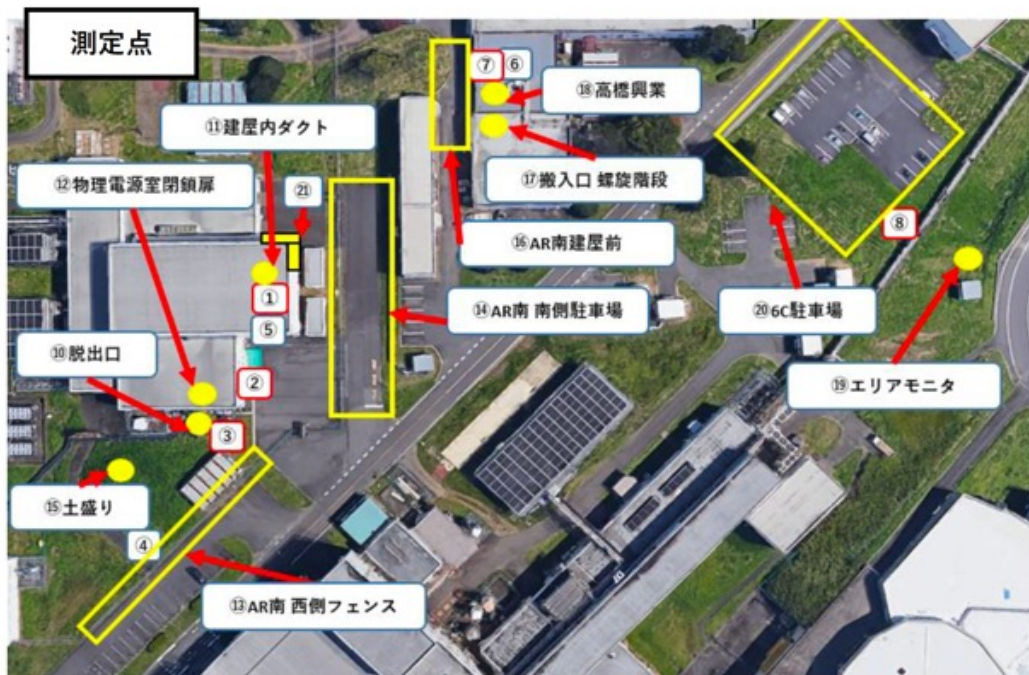 測定点
⑦
⑥
⑱高橋興業
⑪建屋内ダクト
⑫物理電源室閉鎖扉
㉑
⑰搬入口 螺旋階段
⑧
⑯AR南建屋前
①
⑭AR南 南側駐車場
⑳6C駐車場
⑤
⑩脱出口
②
⑲エリアモニタ
③
⑮土盛り
④
⑬AR南 西側フェンス